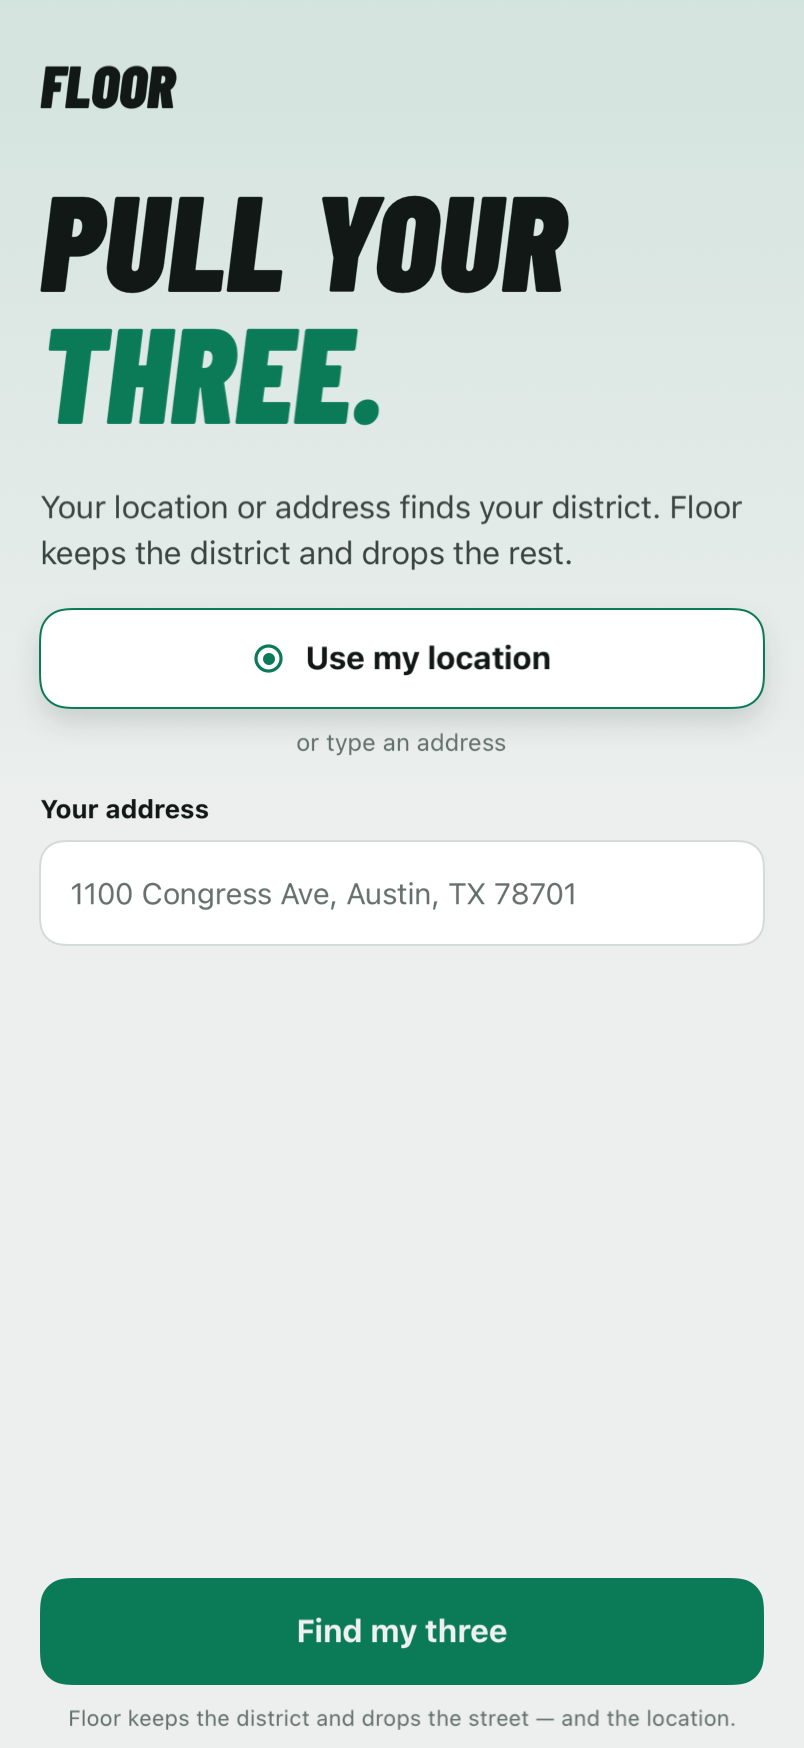 FLOOR
PULL YOUR
THREE.
Your location or address finds your district. Floor
keeps the district and drops the rest.
Use my location
or type an address
Your address
1100 Congress Ave, Austin, TX 78701
Find my three
Floor keeps the district and drops the street — and the location.